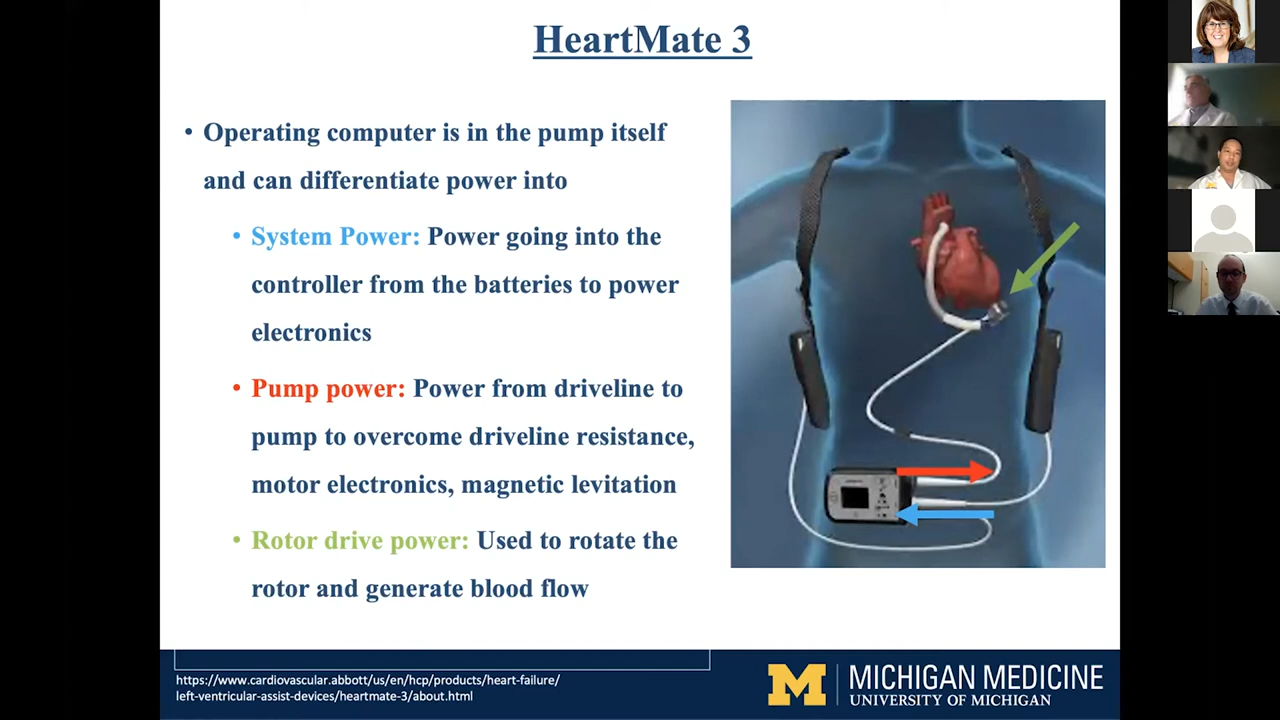 HeartMate 3
• Operating computer is in the pump itself
and can differentiate power into
• System Power: Power going into the
controller from the batteries to power
electronics
• Pump power: Power from driveline to
pump to overcome driveline resistance,
motor electronics, magnetic levitation
• Rotor drive power: Used to rotate the
rotor and generate blood flow
https://www.cardiovascular.abbott/us/en/hcp/products/heart-failure/
left-ventricular-assist-devices/heartmate-3/about.html
M
MICHIGAN MEDICINE
UNIVERSITY OF MICHIGAN